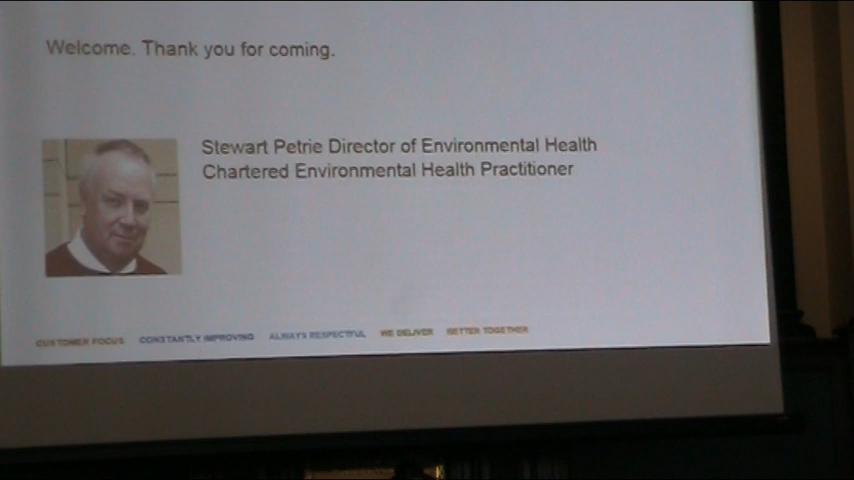 Welcome. Thank you for coming.
Stewart Petrie Director of Environmental Health
Chartered Environmental Health Practitioner
CUSTOMER FOCUS CONSTANTLY IMPROVING ALWAYS RESPECTFUL WE DELIVER BETTER TOGETHER